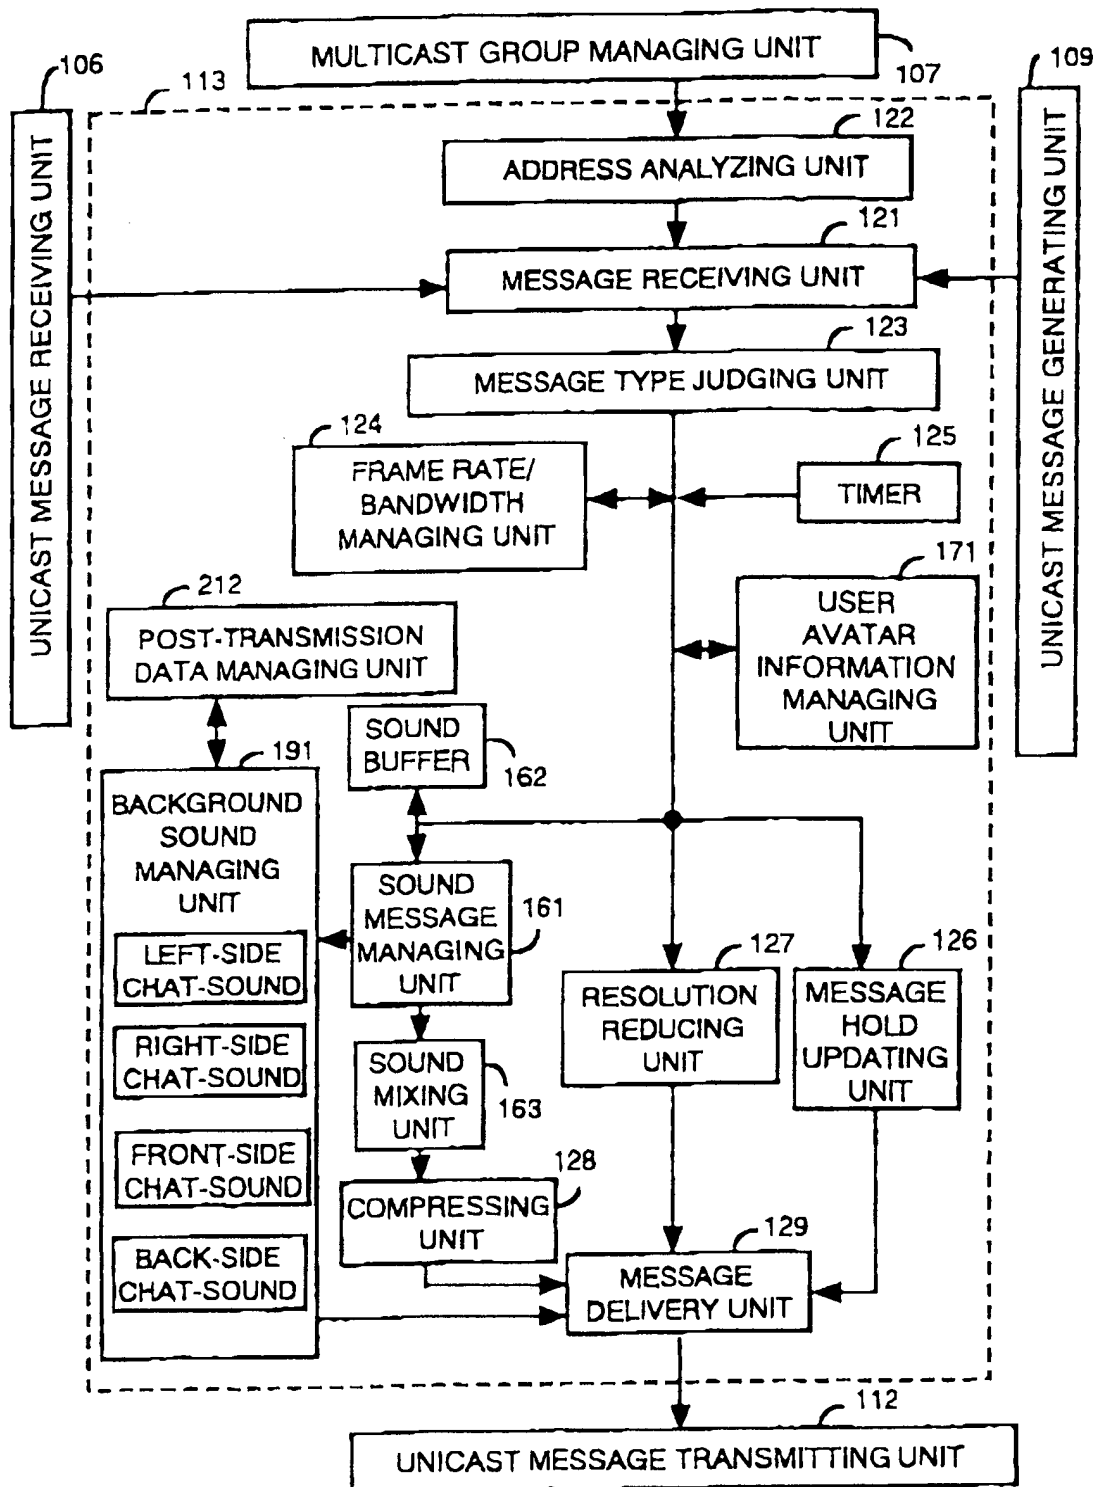 MULTICAST GROUP MANAGING UNIT
107
106
UNICAST MESSAGE RECEIVING UNIT
113
109
UNICAST MESSAGE GENERATING UNIT
122
ADDRESS ANALYZING UNIT
121
MESSAGE RECEIVING UNIT
123
MESSAGE TYPE JUDGING UNIT
124
FRAME RATE/
BANDWIDTH
MANAGING UNIT
125
TIMER
171
USER
AVATAR
INFORMATION
MANAGING
UNIT
212
POST-TRANSMISSION
DATA MANAGING UNIT
SOUND
BUFFER
162
191
BACKGROUND
SOUND
MANAGING
UNIT
LEFT-SIDE
CHAT-SOUND
RIGHT-SIDE
CHAT-SOUND
FRONT-SIDE
CHAT-SOUND
BACK-SIDE
CHAT-SOUND
SOUND
MESSAGE
MANAGING
UNIT
161
SOUND
MIXING
UNIT
163
128
COMPRESSING
UNIT
127
RESOLUTION
REDUCING
UNIT
126
MESSAGE
HOLD
UPDATING
UNIT
129
MESSAGE
DELIVERY UNIT
112
UNICAST MESSAGE TRANSMITTING UNIT